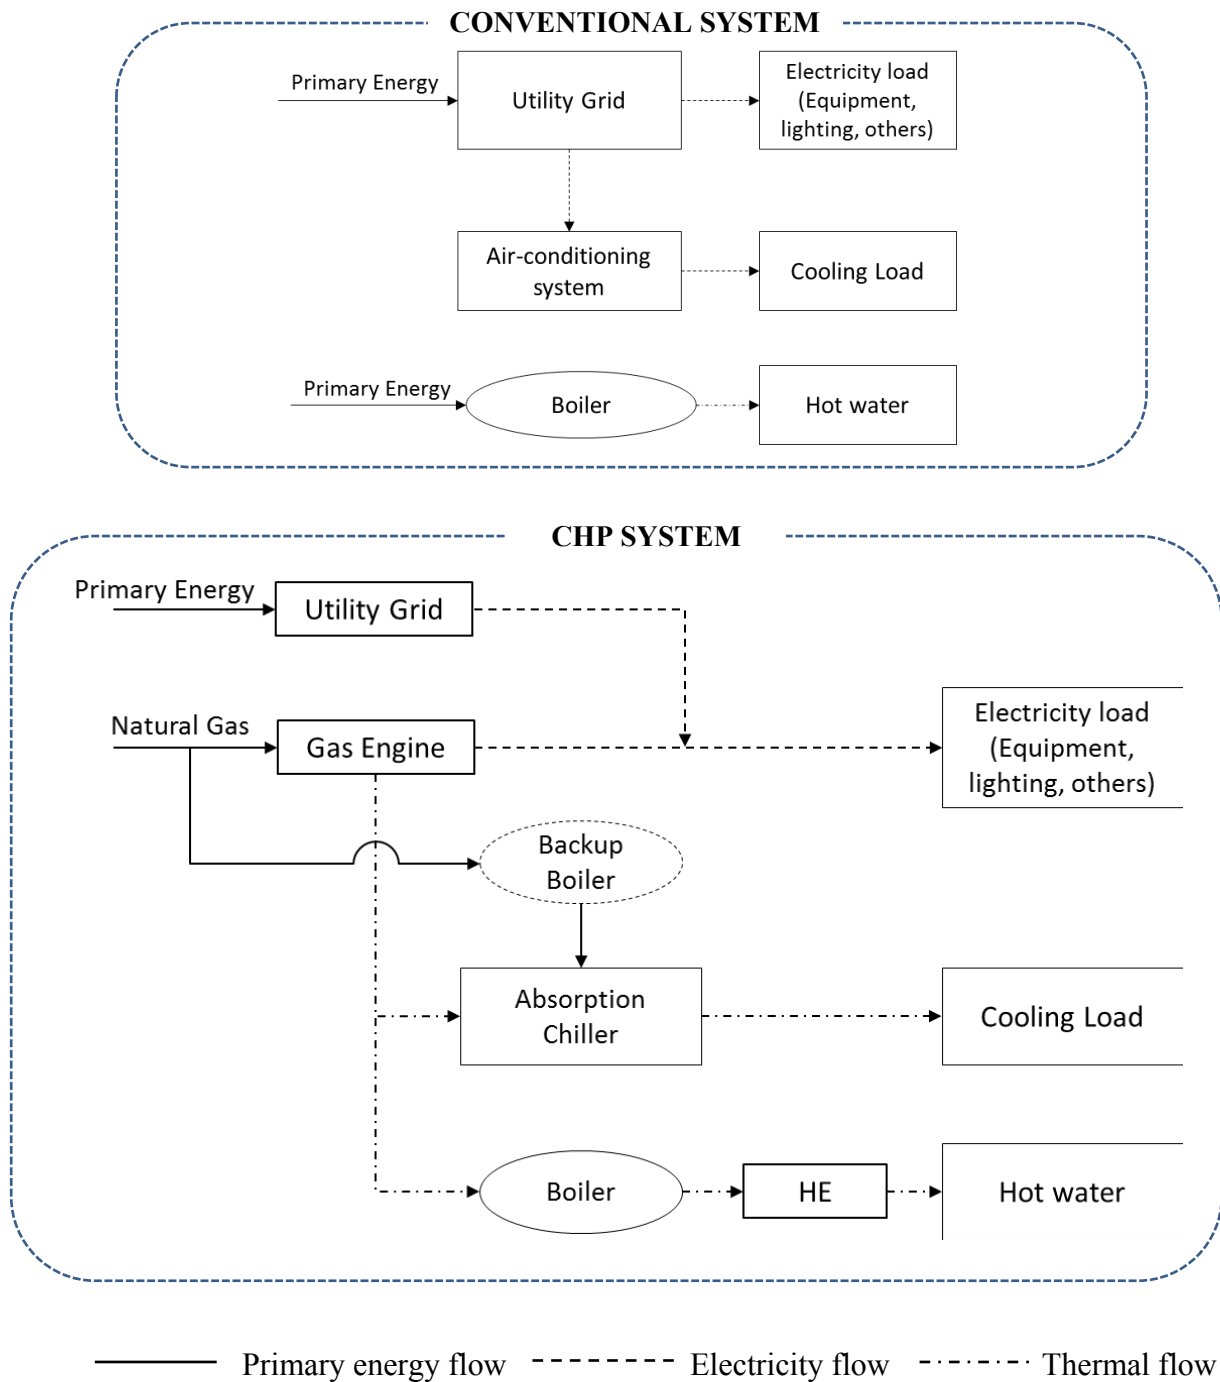 CONVENTIONAL SYSTEM
Primary Energy
Utility Grid
Electricity load
(Equipment,
lighting, others)
Air-conditioning
system
Cooling Load
Primary Energy
Boiler
Hot water
CHP SYSTEM
Primary Energy
Utility Grid
Natural Gas
Gas Engine
Electricity load
(Equipment,
lighting, others)
Backup
Boiler
Absorption
Chiller
Cooling Load
Boiler
HE
Hot water
Primary energy flow
Electricity flow
Thermal flow